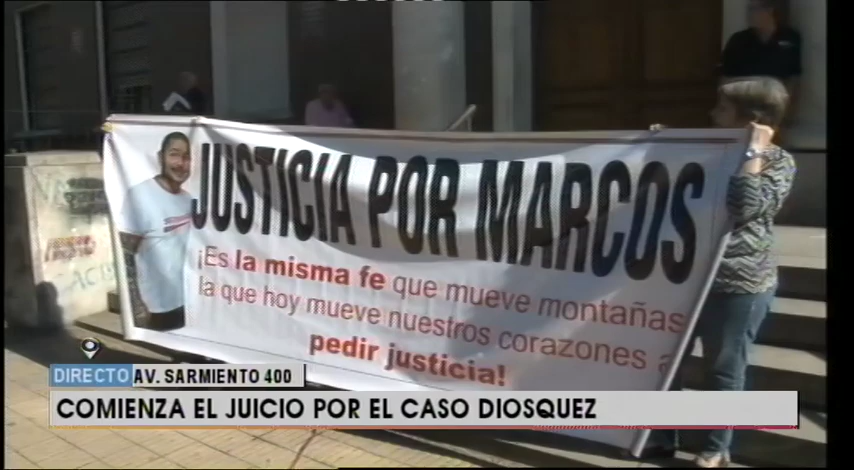 JUSTICIA POR MARCOS
¡Es la misma fe que mueve montañas
la que hoy mueve nuestros corazones a
pedir justicia!
DIRECTO AV. SARMIENTO 400
COMIENZA EL JUICIO POR EL CASO DIOSQUEZ